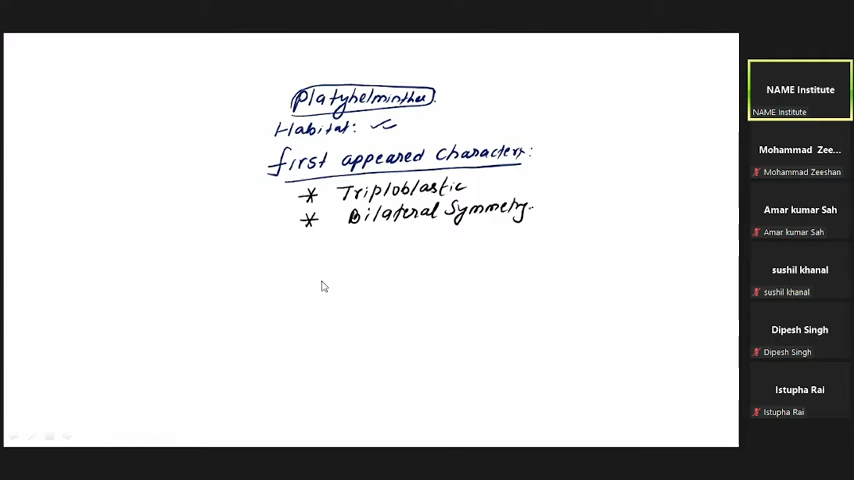 Platyhelminthes.
Habitat:
first appeared characters:
* Triploblastic
* Bilateral Symmetry.
NAME Institute
NAME Institute
Mohammad Zee...
Mohammad Zeeshan
Amar kumar Sah
Amar kumar Sah
sushil khanal
sushil khanal
Dipesh Singh
Dipesh Singh
Istupha Rai
Istupha Rai